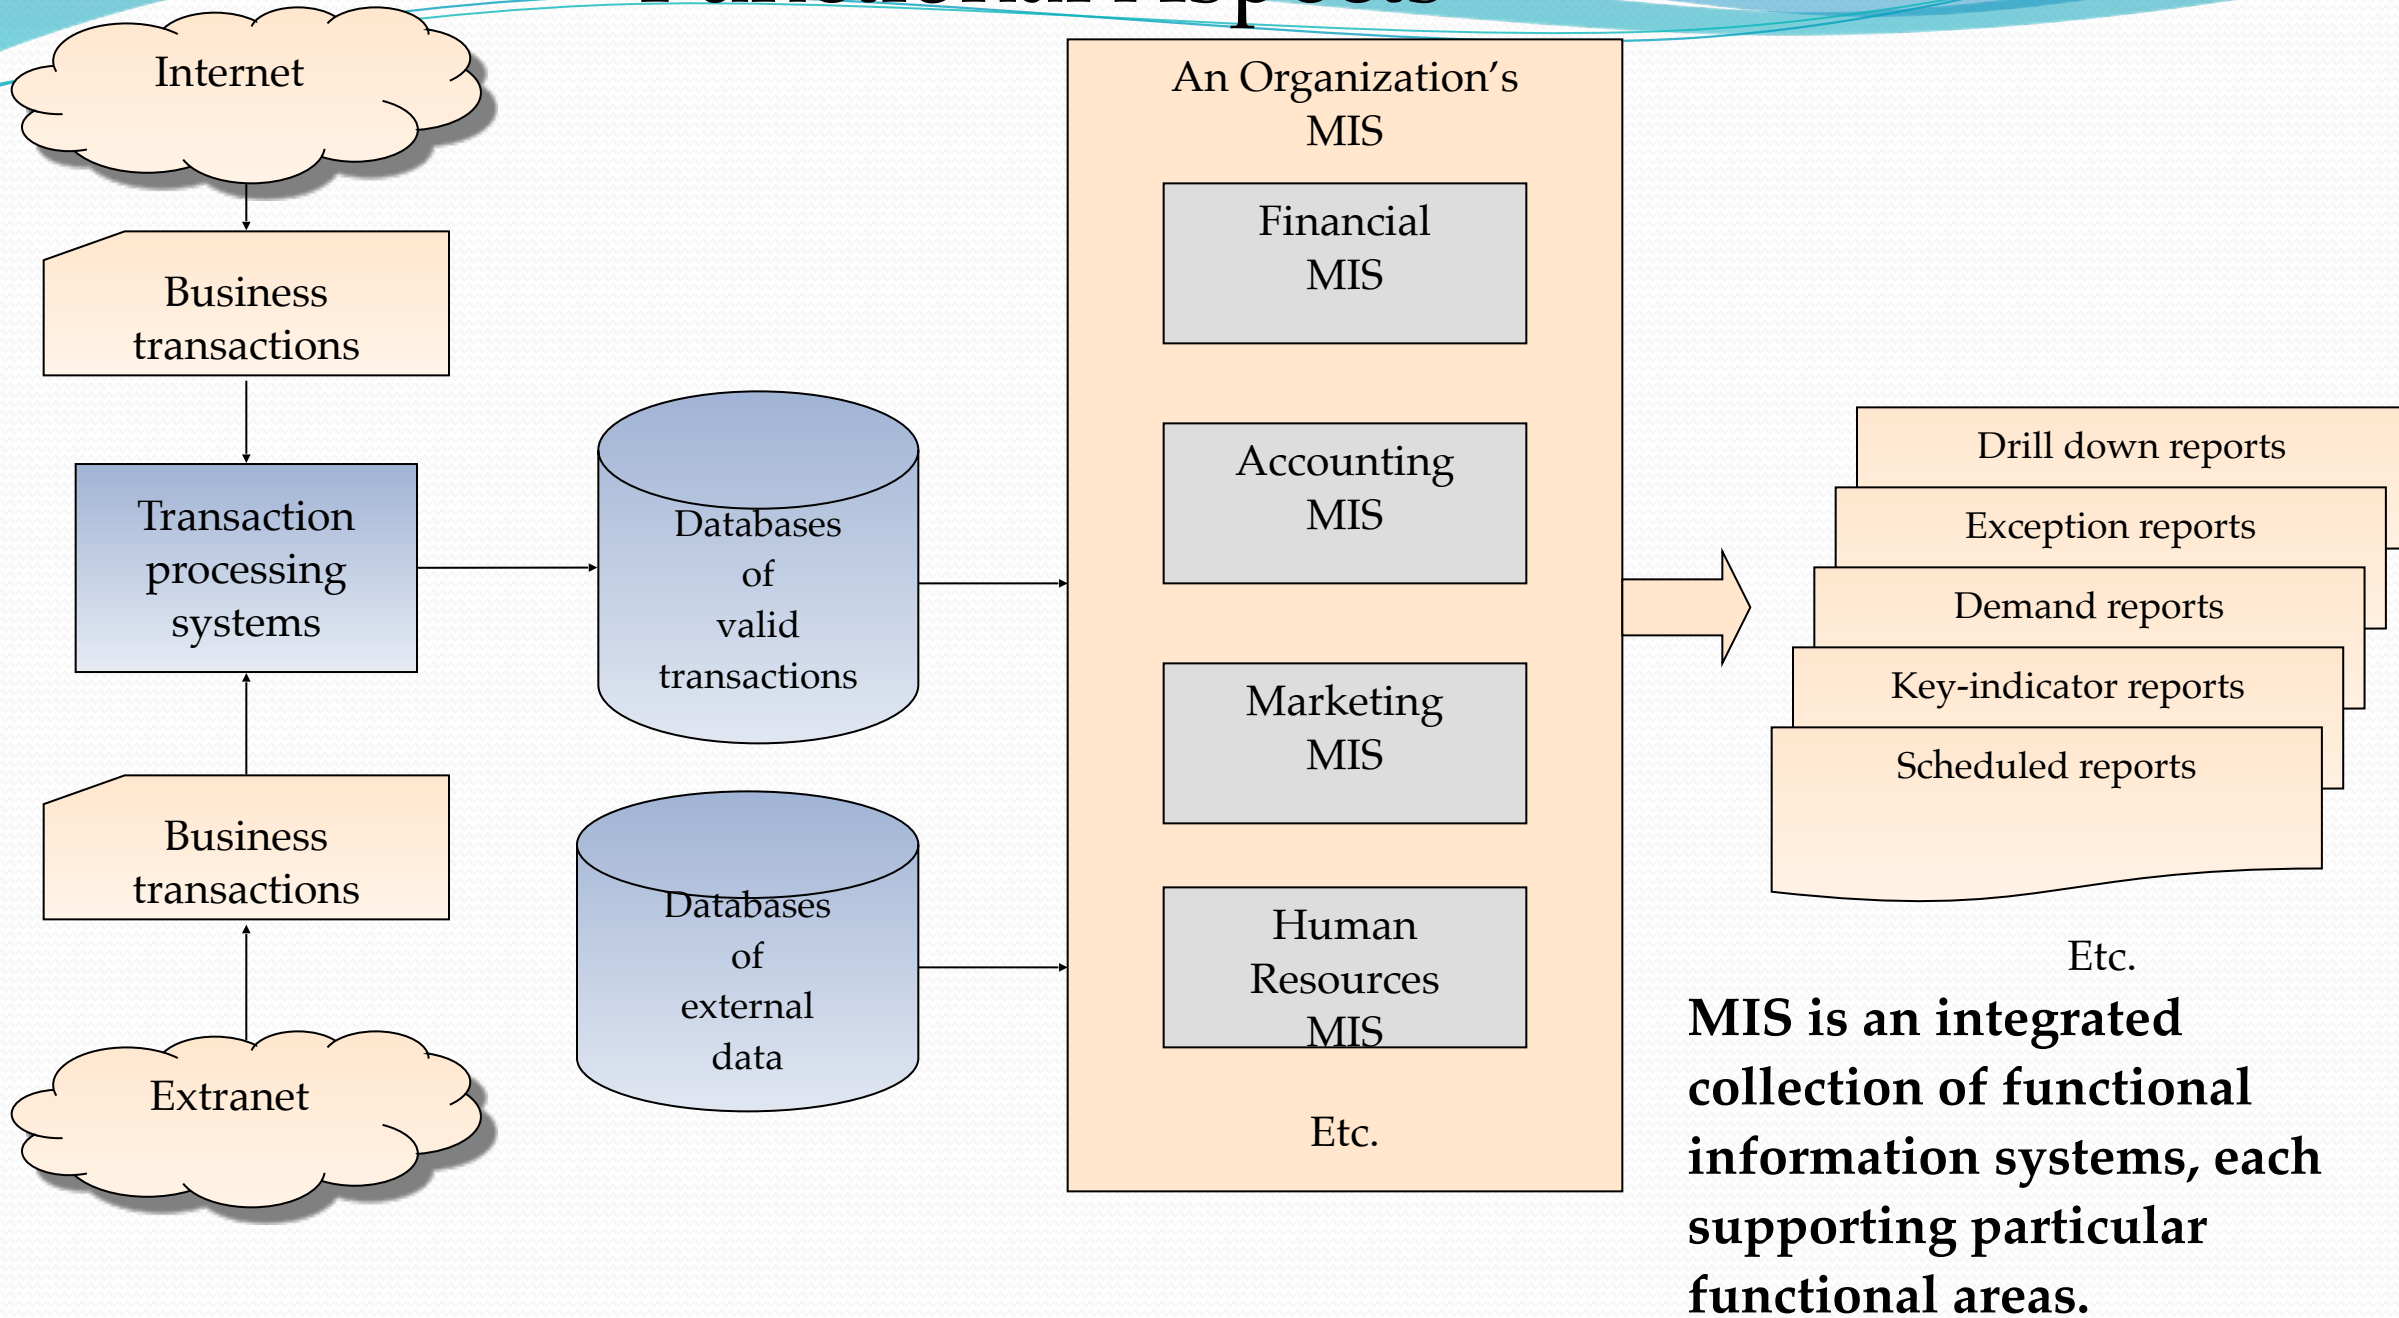 Functional Aspects
Internet
Business
transactions
Transaction
processing
systems
Business
transactions
Extranet
Databases
of
valid
transactions
Databases
of
external
data
An Organization’s
MIS
Financial
MIS
Accounting
MIS
Marketing
MIS
Human
Resources
MIS
Etc.
Drill down reports
Exception reports
Demand reports
Key-indicator reports
Scheduled reports
Etc.
MIS is an integrated
collection of functional
information systems, each
supporting particular
functional areas.